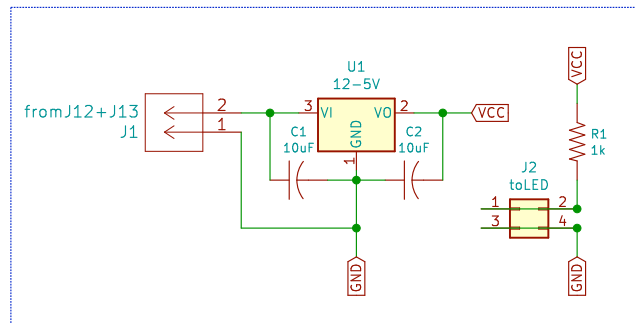 fromJ12+J13
J1
2
1
U1
12-5V
3
VI
VO
2
GND
1
C1
10uF
C2
10uF
VCC
GND
VCC
R1
1k
J2
toLED
1
2
3
4
GND